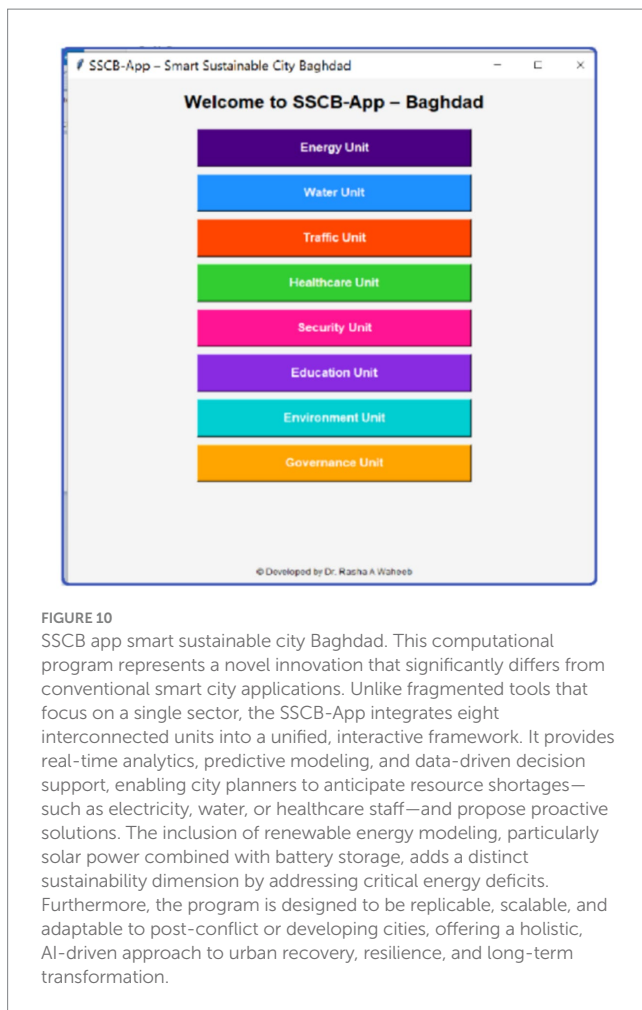 SSCB-App – Smart Sustainable City Baghdad
Welcome to SSCB-App – Baghdad
Energy Unit
Water Unit
Traffic Unit
Healthcare Unit
Security Unit
Education Unit
Environment Unit
Governance Unit
© Developed by Dr. Rasha A Waheeb
FIGURE 10
SSCB app smart sustainable city Baghdad. This computational
program represents a novel innovation that significantly differs from
conventional smart city applications. Unlike fragmented tools that
focus on a single sector, the SSCB-App integrates eight
interconnected units into a unified, interactive framework. It provides
real-time analytics, predictive modeling, and data-driven decision
support, enabling city planners to anticipate resource shortages—
such as electricity, water, or healthcare staff—and propose proactive
solutions. The inclusion of renewable energy modeling, particularly
solar power combined with battery storage, adds a distinct
sustainability dimension by addressing critical energy deficits.
Furthermore, the program is designed to be replicable, scalable, and
adaptable to post-conflict or developing cities, offering a holistic,
AI-driven approach to urban recovery, resilience, and long-term
transformation.